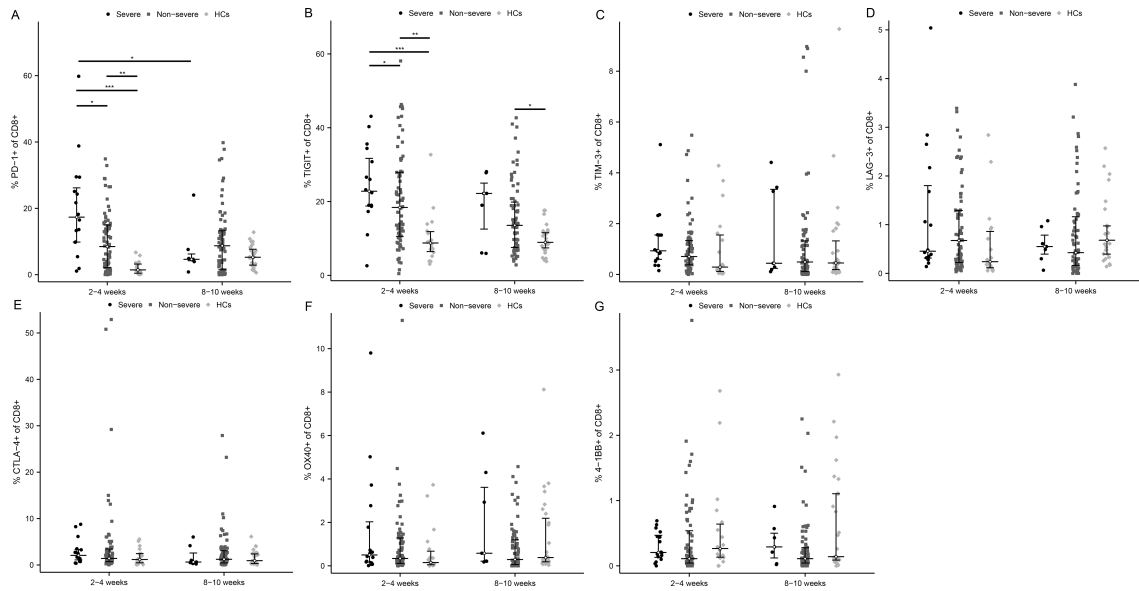 A
Severe Non−severe HCs
% PD−1+ of CD8+
60
40
20
0
*
**
***
*
2−4 weeks 8−10 weeks
B
Severe Non−severe HCs
% TIGIT+ of CD8+
60
40
20
0
**
***
*
*
2−4 weeks 8−10 weeks
C
Severe Non−severe HCs
% TIM−3+ of CD8+
8
6
4
2
0
2−4 weeks 8−10 weeks
D
Severe Non−severe HCs
% LAG−3+ of CD8+
5
4
3
2
1
0
2−4 weeks 8−10 weeks
E
Severe Non−severe HCs
% CTLA−4+ of CD8+
50
40
30
20
10
0
2−4 weeks 8−10 weeks
F
Severe Non−severe HCs
% OX40+ of CD8+
10
8
6
4
2
0
2−4 weeks 8−10 weeks
G
Severe Non−severe HCs
% 4−1BB+ of CD8+
3
2
1
0
2−4 weeks 8−10 weeks